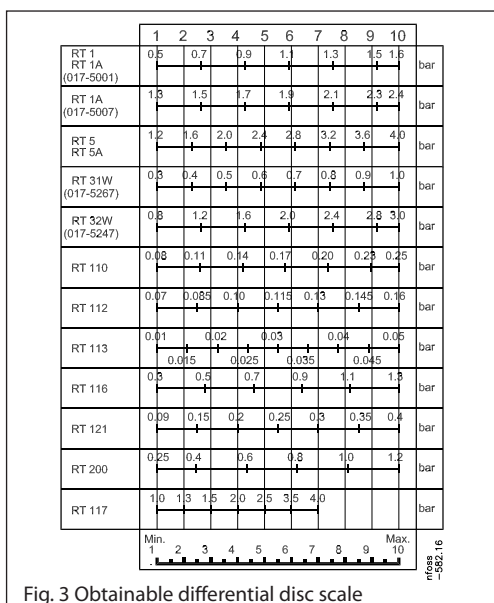 1 2 3 4 5 6 7 8 9 10
RT 1
RT 1A
(017-5001)
0.5 0.7 0.9 1.1 1.3 1.5 1.6 bar
RT 1A
(017-5007)
1.3 1.5 1.7 1.9 2.1 2.3 2.4 bar
RT 5
RT 5A
1.2 1.6 2.0 2.4 2.8 3.2 3.6 4.0 bar
RT 31W
(017-5267)
0.3 0.4 0.5 0.6 0.7 0.8 0.9 1.0 bar
RT 32W
(017-5247)
0.8 1.2 1.6 2.0 2.4 2.8 3.0 bar
RT 110 0.08 0.11 0.14 0.17 0.20 0.23 0.25 bar
RT 112 0.07 0.085 0.10 0.115 0.13 0.145 0.16 bar
RT 113 0.01 0.02 0.03 0.04 0.05 bar
0.015 0.025 0.035 0.045
RT 116 0.3 0.5 0.7 0.9 1.1 1.3 bar
RT 121 0.09 0.15 0.2 0.25 0.3 0.35 0.4 bar
RT 200 0.25 0.4 0.6 0.8 1.0 1.2 bar
RT 117 1.0 1.3 1.5 2.0 2.5 3.5 4.0 bar
Min. Max.
1 2 3 4 5 6 7 8 9 10
nfoss
-582.16
Fig. 3 Obtainable differential disc scale